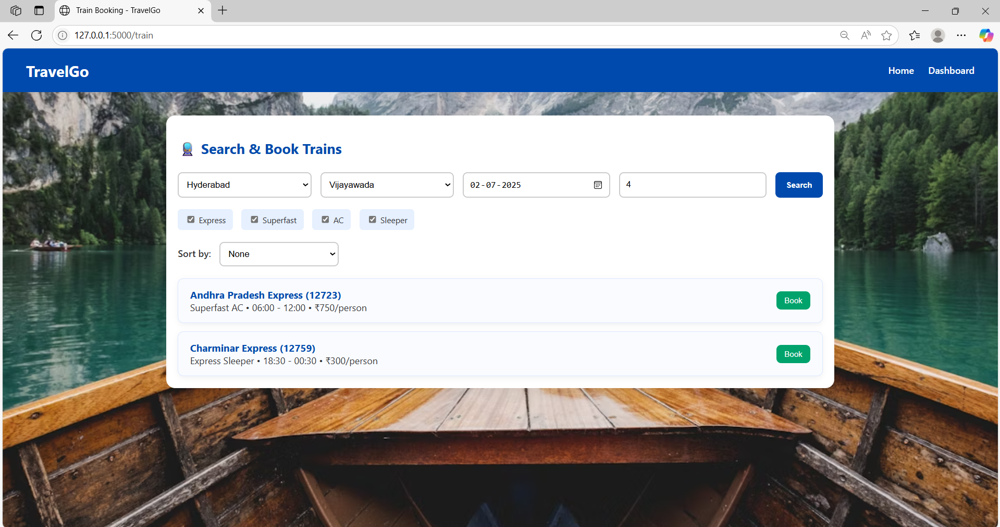 Train Booking - TravelGo
127.0.0.1:5000/train
TravelGo
Home
Dashboard
Search & Book Trains
Hyderabad
Vijayawada
02-07-2025
4
Search
Express
Superfast
AC
Sleeper
Sort by:
None
Andhra Pradesh Express (12723)
Superfast AC • 06:00 - 12:00 • ₹750/person
Book
Charminar Express (12759)
Express Sleeper • 18:30 - 00:30 • ₹300/person
Book